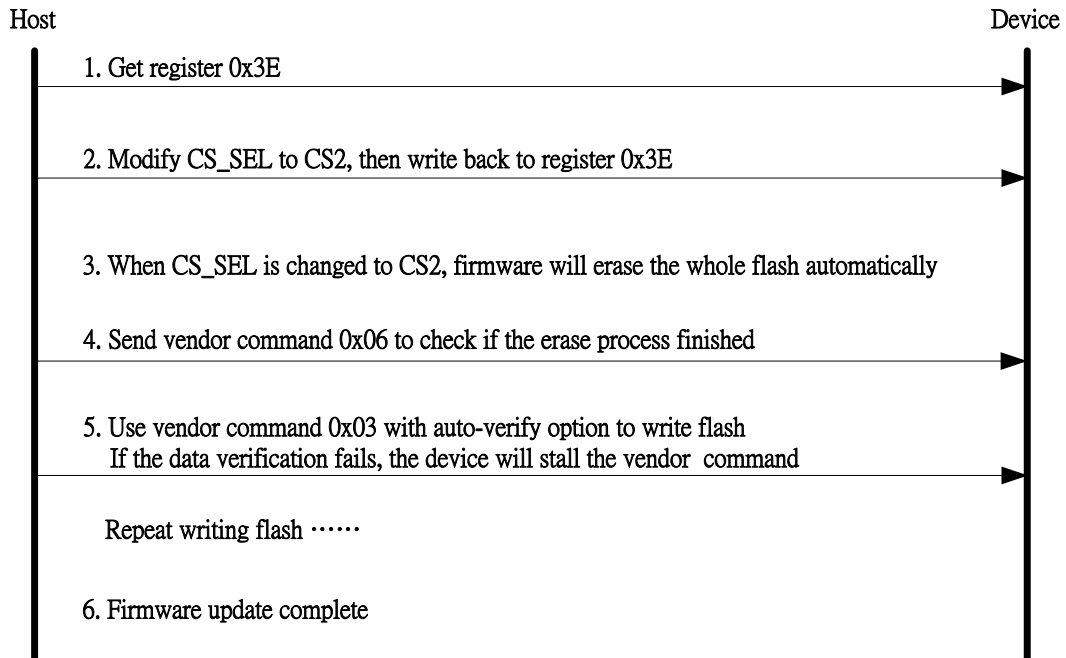 Host
Device
1. Get register 0x3E
2. Modify CS_SEL to CS2, then write back to register 0x3E
3. When CS_SEL is changed to CS2, firmware will erase the whole flash automatically
4. Send vendor command 0x06 to check if the erase process finished
5. Use vendor command 0x03 with auto-verify option to write flash
If the data verification fails, the device will stall the vendor command
Repeat writing flash ⋯⋯
6. Firmware update complete